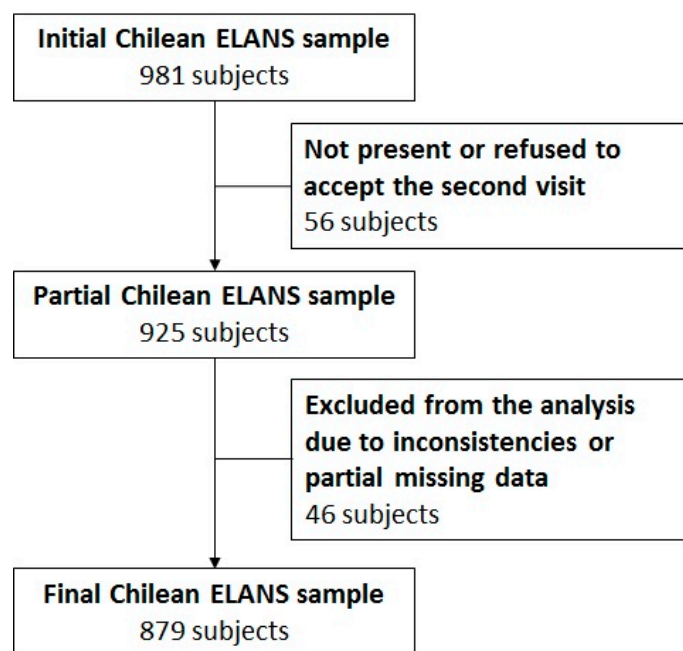 Initial Chilean ELANS sample
981 subjects
Not present or refused to
accept the second visit
56 subjects
Partial Chilean ELANS sample
925 subjects
Excluded from the analysis
due to inconsistencies or
partial missing data
46 subjects
Final Chilean ELANS sample
879 subjects